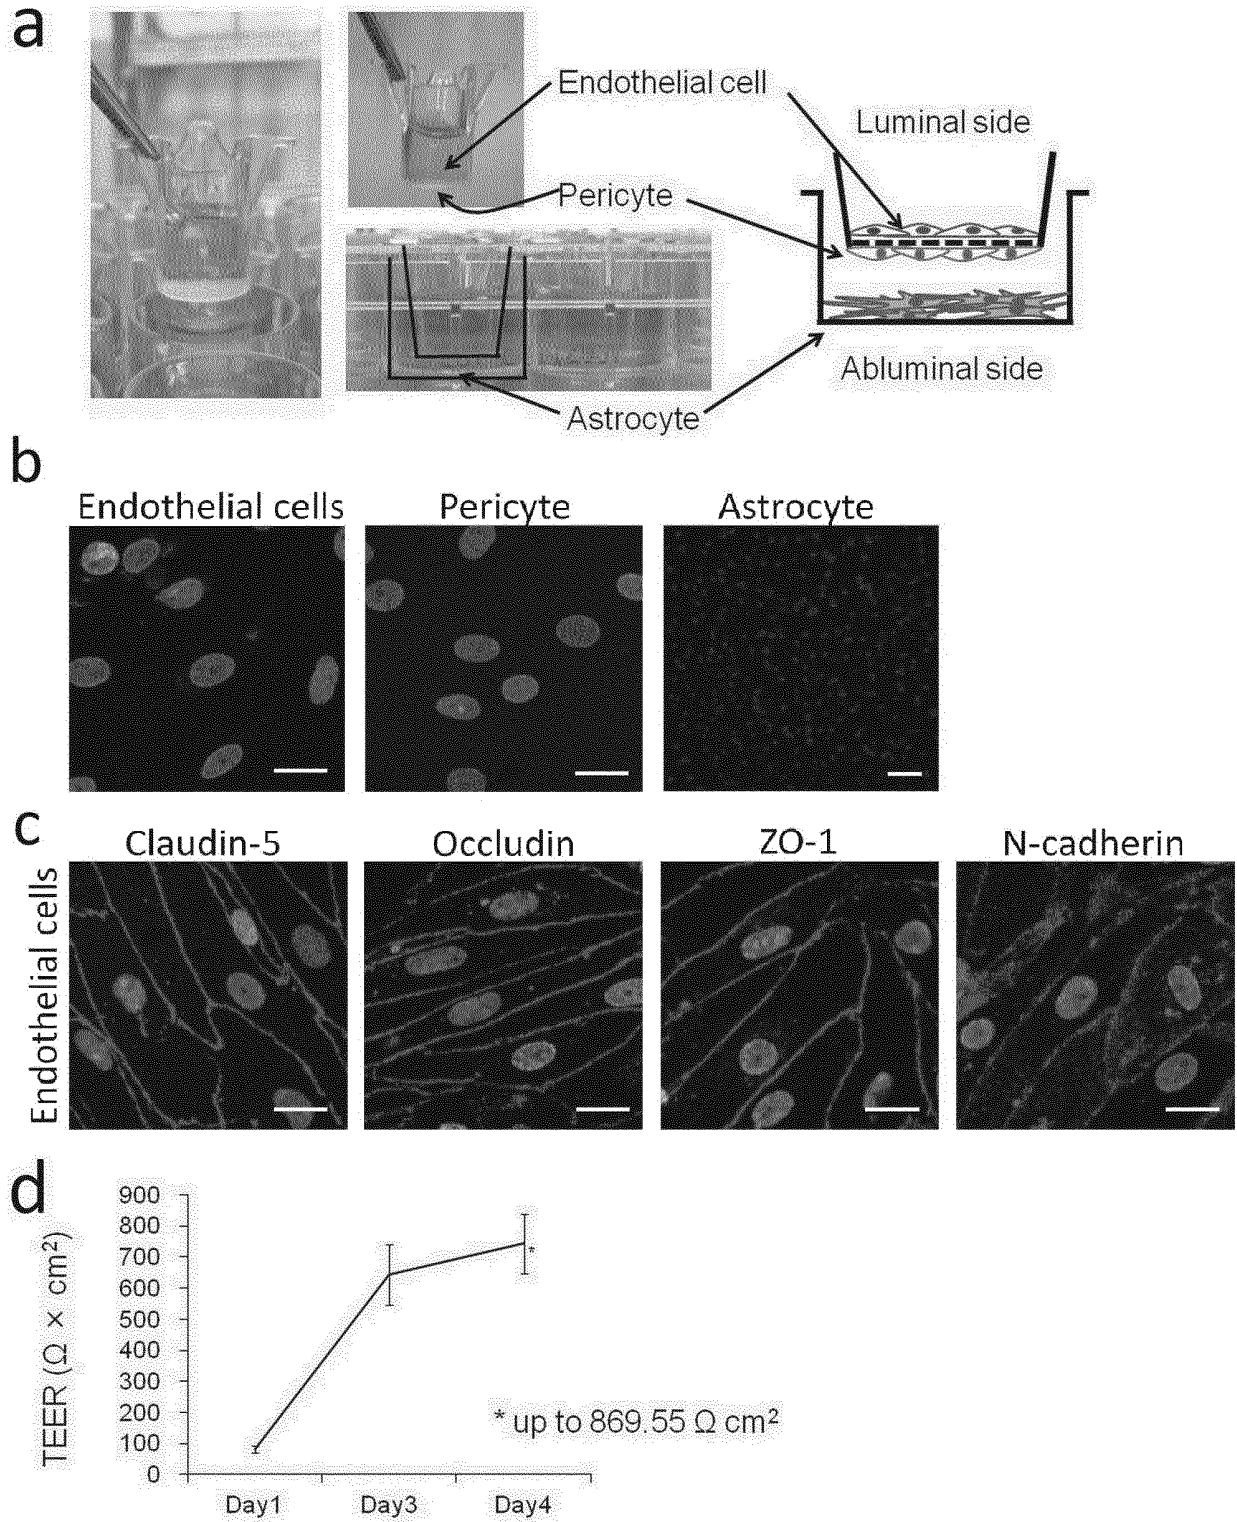 a
Endothelial cell
Luminal side
Pericyte
Abluminal side
Astrocyte
b
Endothelial cells
Pericyte
Astrocyte
c
Claudin-5
Occludin
ZO-1
N-cadherin
Endothelial cells
d
TEER (Ω × cm²)
900
800
700
600
500
400
300
200
100
0
*
* up to 869.55 Ω cm²
Day1
Day3
Day4